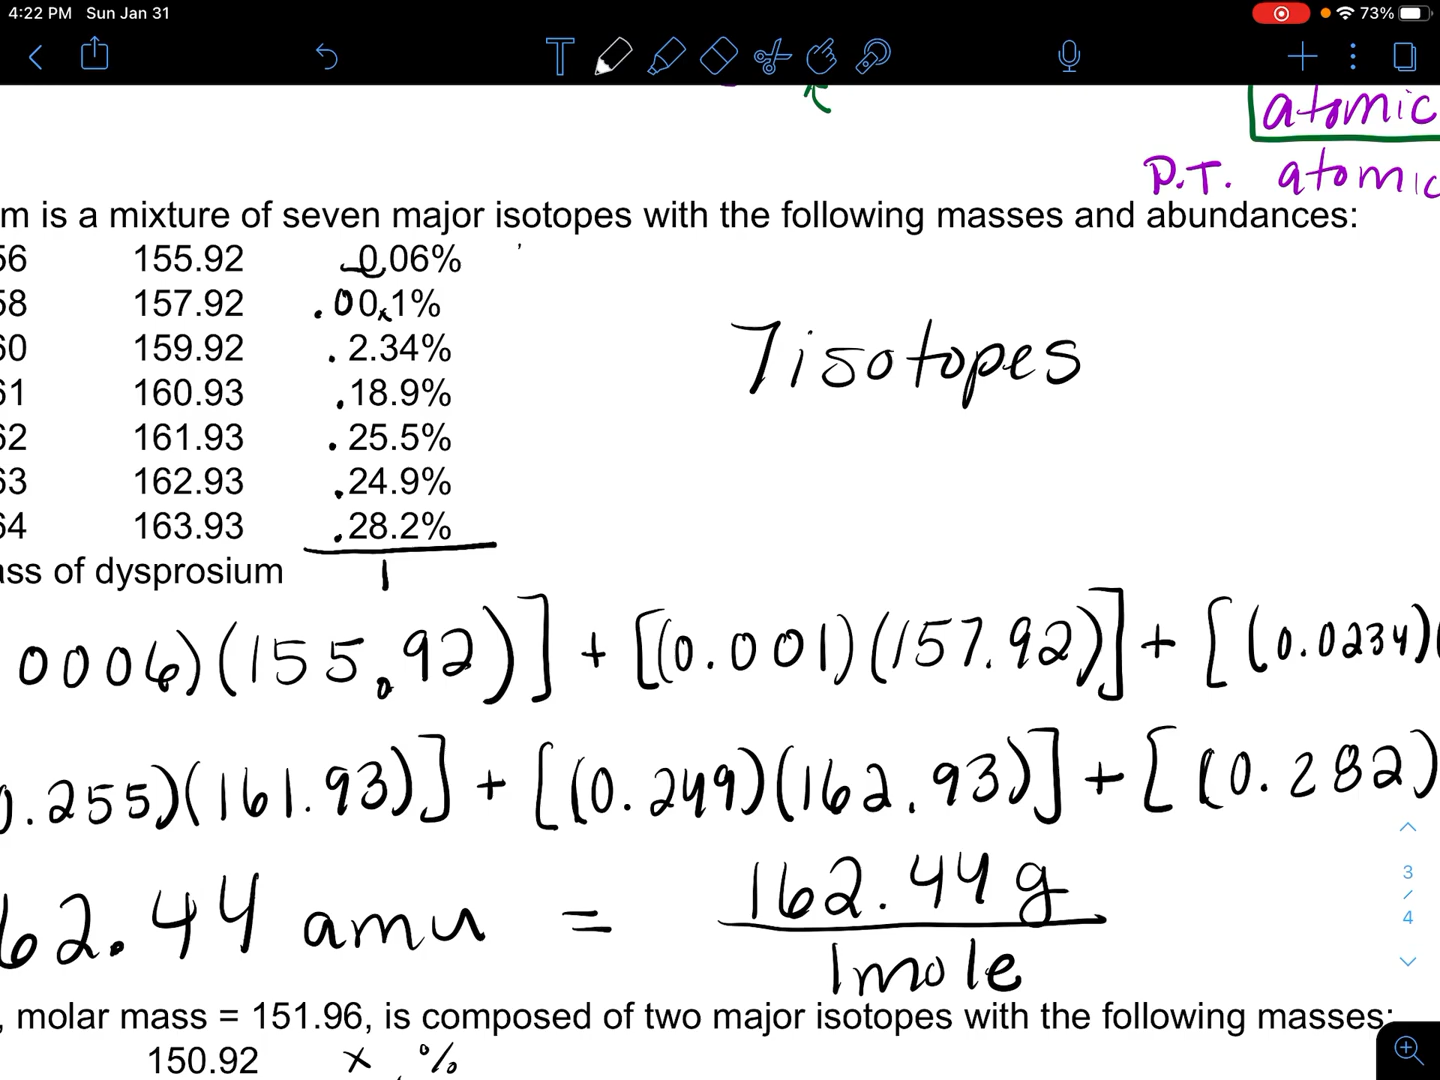 4:22 PM Sun Jan 31 73%
T
atomic
P.T. atomic
m is a mixture of seven major isotopes with the following masses and abundances:
56 155.92 0.06%
58 157.92 .00.1%
60 159.92 .2.34%
61 160.93 .18.9%
62 161.93 .25.5%
63 162.93 .24.9%
64 163.93 .28.2%
7 isotopes
ass of dysprosium 1
0006)(155.92)] + [(0.001)(157.92)] + [(0.0234)(
0.255)(161.93)] + [(0.249)(162.93)] + [(0.282)
62.44 amu = 162.44 g
1 mole
3
/
4
, molar mass = 151.96, is composed of two major isotopes with the following masses:
150.92 x %